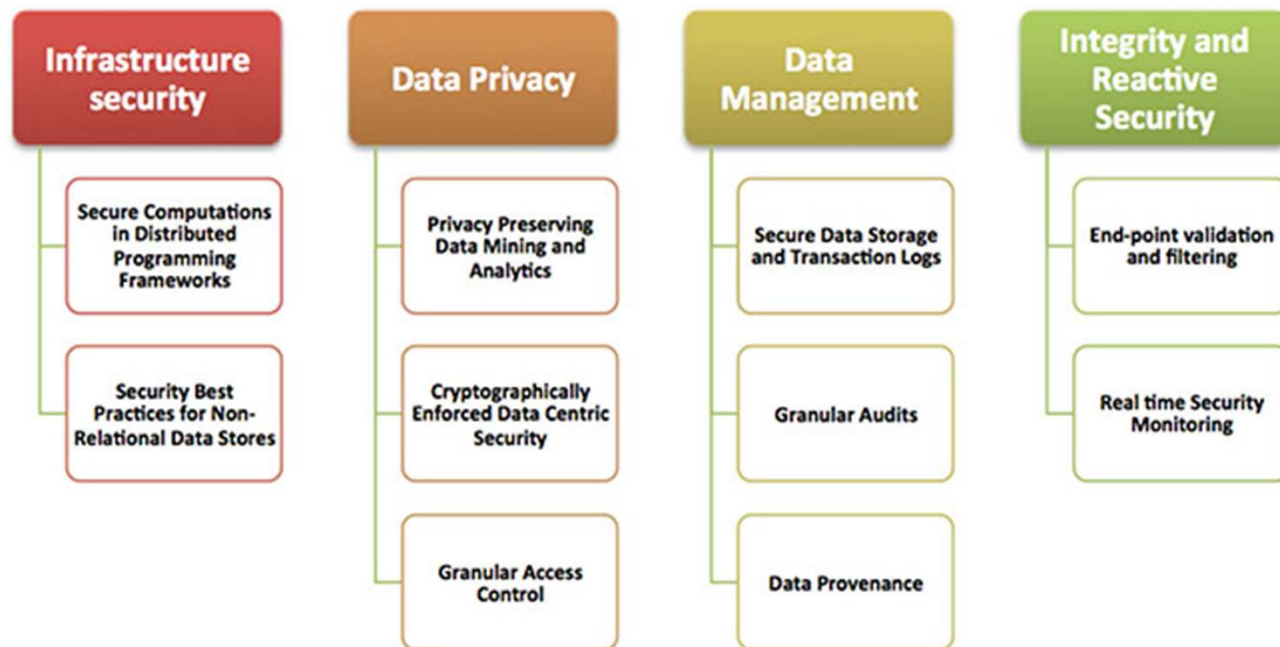 Infrastructure
security
Secure Computations
in Distributed
Programming
Frameworks
Security Best
Practices for Non-
Relational Data Stores
Data Privacy
Privacy Preserving
Data Mining and
Analytics
Cryptographically
Enforced Data Centric
Security
Granular Access
Control
Data
Management
Secure Data Storage
and Transaction Logs
Granular Audits
Data Provenance
Integrity and
Reactive
Security
End-point validation
and filtering
Real time Security
Monitoring